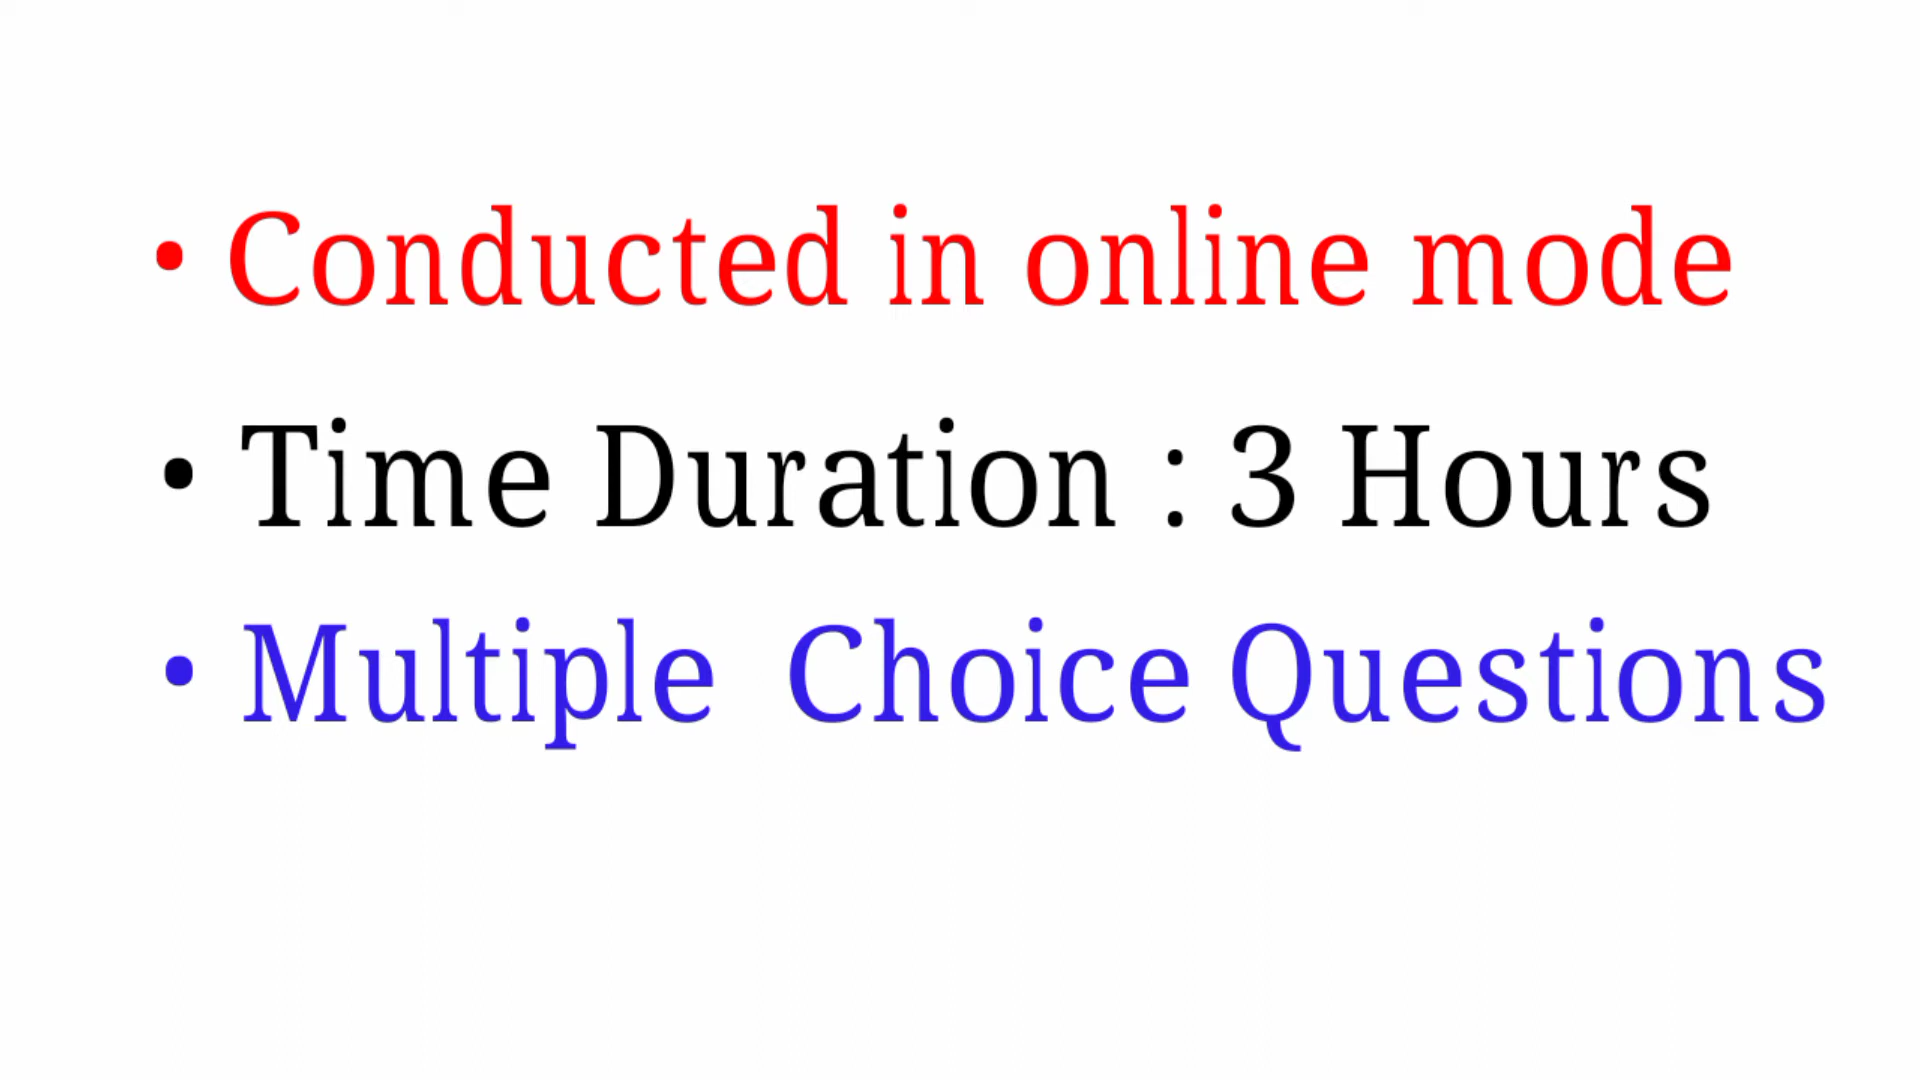 • Conducted in online mode
• Time Duration : 3 Hours
• Multiple  Choice Questions